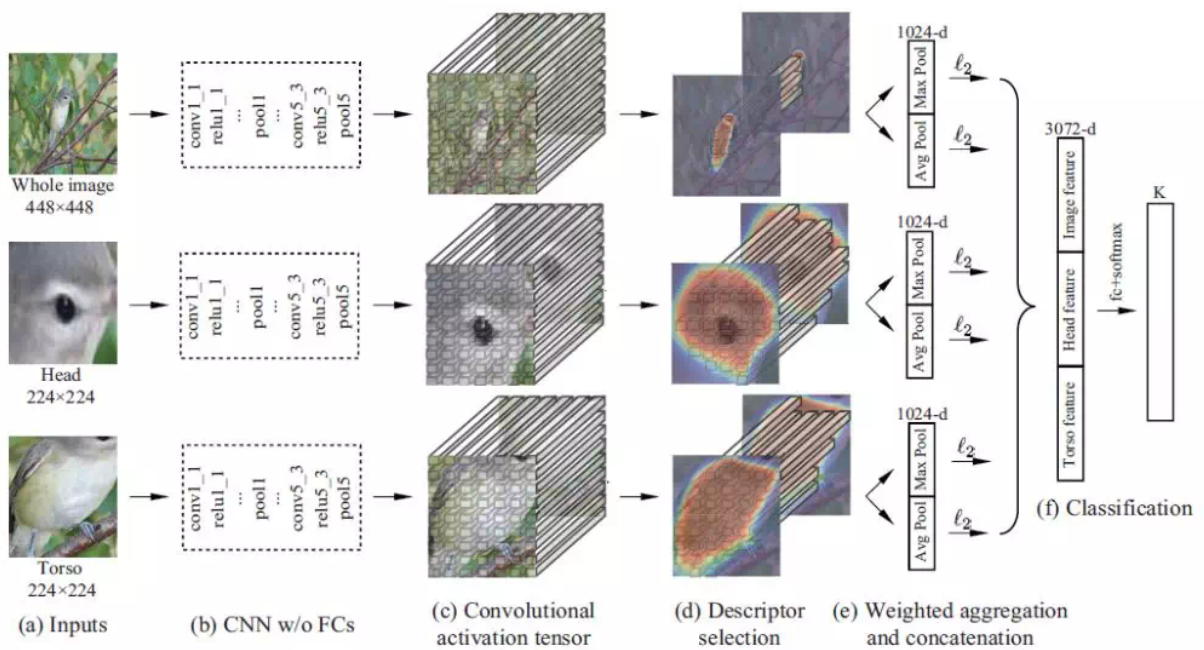 Whole image
448×448
conv1_1
relu1_1
...
pool1
...
conv5_3
relu5_3
pool5
1024-d
Max Pool
Avg Pool
ℓ2
ℓ2
Head
224×224
conv1_1
relu1_1
...
pool1
...
conv5_3
relu5_3
pool5
1024-d
Max Pool
Avg Pool
ℓ2
ℓ2
Torso
224×224
conv1_1
relu1_1
...
pool1
...
conv5_3
relu5_3
pool5
1024-d
Max Pool
Avg Pool
ℓ2
ℓ2
3072-d
Image feature
Head feature
Torso feature
fc+softmax
K
(a) Inputs
(b) CNN w/o FCs
(c) Convolutional
activation tensor
(d) Descriptor
selection
(e) Weighted aggregation
and concatenation
(f) Classification